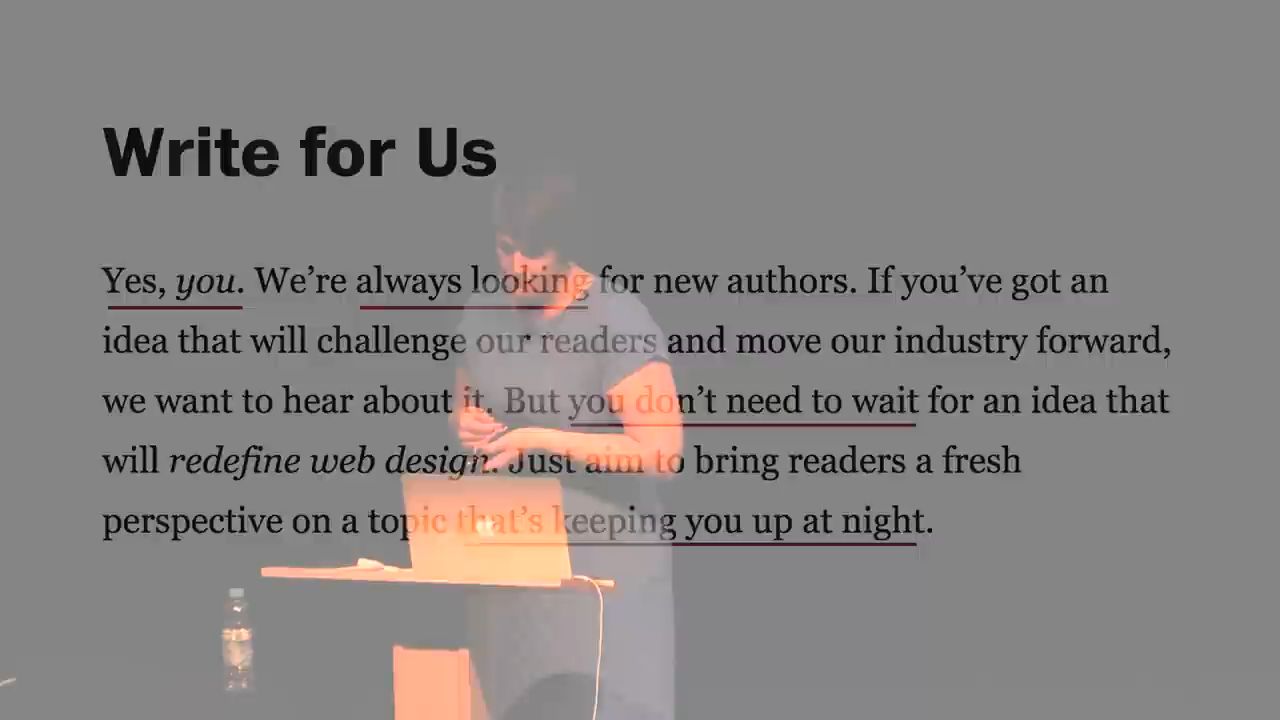 Write for Us
Yes, you. We’re always looking for new authors. If you’ve got an
idea that will challenge our readers and move our industry forward,
we want to hear about it. But you don’t need to wait for an idea that
will redefine web design. Just aim to bring readers a fresh
perspective on a topic that’s keeping you up at night.